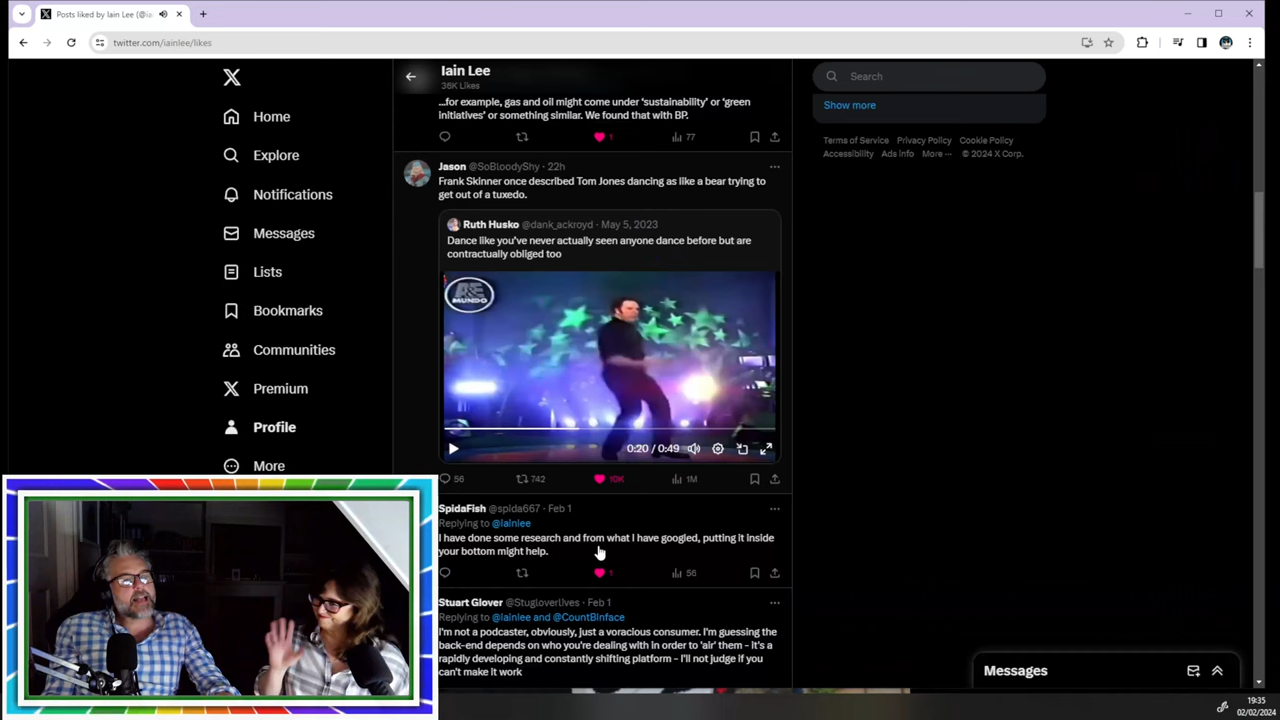 Posts liked by Iain Lee (@ia
twitter.com/iainlee/likes
Home
Explore
Notifications
Messages
Lists
Bookmarks
Communities
Premium
Profile
More
Iain Lee
36K Likes
...for example, gas and oil might come under ‘sustainability’ or ‘green
initiatives’ or something similar. We found that with BP.
1
77
Jason @SoBloodyShy · 22h
Frank Skinner once described Tom Jones dancing as like a bear trying to
get out of a tuxedo.
Ruth Husko @dank_ackroyd · May 5, 2023
Dance like you’ve never actually seen anyone dance before but are
contractually obliged too
A&E
MUNDO
0:20 / 0:49
56
742
10K
1M
SpidaFish @spida667 · Feb 1
Replying to @iainlee
I have done some research and from what I have googled, putting it inside
your bottom might help.
1
56
Stuart Glover @Stugloverlives · Feb 1
Replying to @iainlee and @CountBinface
I'm not a podcaster, obviously, just a voracious consumer. I'm guessing the
back-end depends on who you're dealing with in order to 'air' them - it's a
rapidly developing and constantly shifting platform - I'll not judge if you
can't make it work
Search
Show more
Terms of Service Privacy Policy Cookie Policy
Accessibility Ads info More ··· © 2024 X Corp.
Messages
19:35
02/02/2024